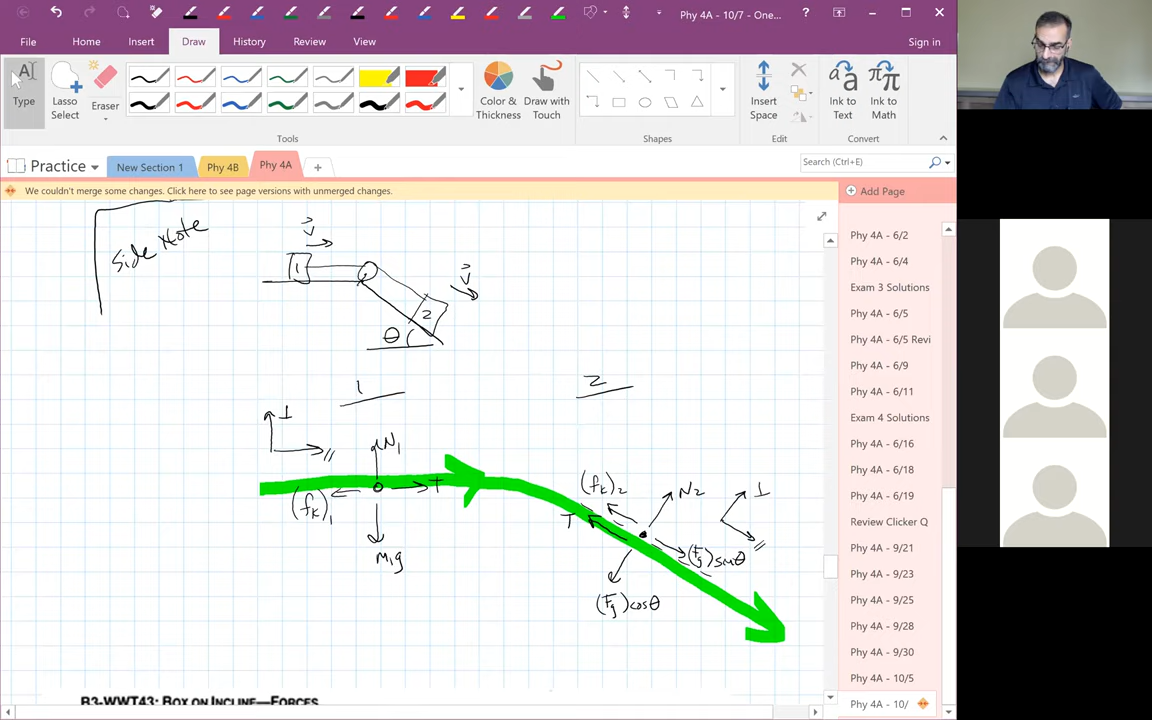 Phy 4A - 10/7 - One...
?
File
Home
Insert
Draw
History
Review
View
Sign in
Type
Lasso Select
Eraser
Color & Thickness
Draw with Touch
Insert Space
Ink to Text
Ink to Math
Tools
Shapes
Edit
Convert
Practice
New Section 1
Phy 4B
Phy 4A
+
Search (Ctrl+E)
We couldn't merge some changes. Click here to see page versions with unmerged changes.
Add Page
Phy 4A - 6/2
Phy 4A - 6/4
Exam 3 Solutions
Phy 4A - 6/5
Phy 4A - 6/5 Revi
Phy 4A - 6/9
Phy 4A - 6/11
Exam 4 Solutions
Phy 4A - 6/16
Phy 4A - 6/18
Phy 4A - 6/19
Review Clicker Q
Phy 4A - 9/21
Phy 4A - 9/23
Phy 4A - 9/25
Phy 4A - 9/28
Phy 4A - 9/30
Phy 4A - 10/5
Phy 4A - 10/
Side Note
V
1
V
2
θ
1
2
⊥
//
N1
(fk)1
T
m1g
(fk)2
T
N2
⊥
//
(Fg)sinθ
(Fg)cosθ
B3-WWT43: BOX ON INCLINE—FORCES